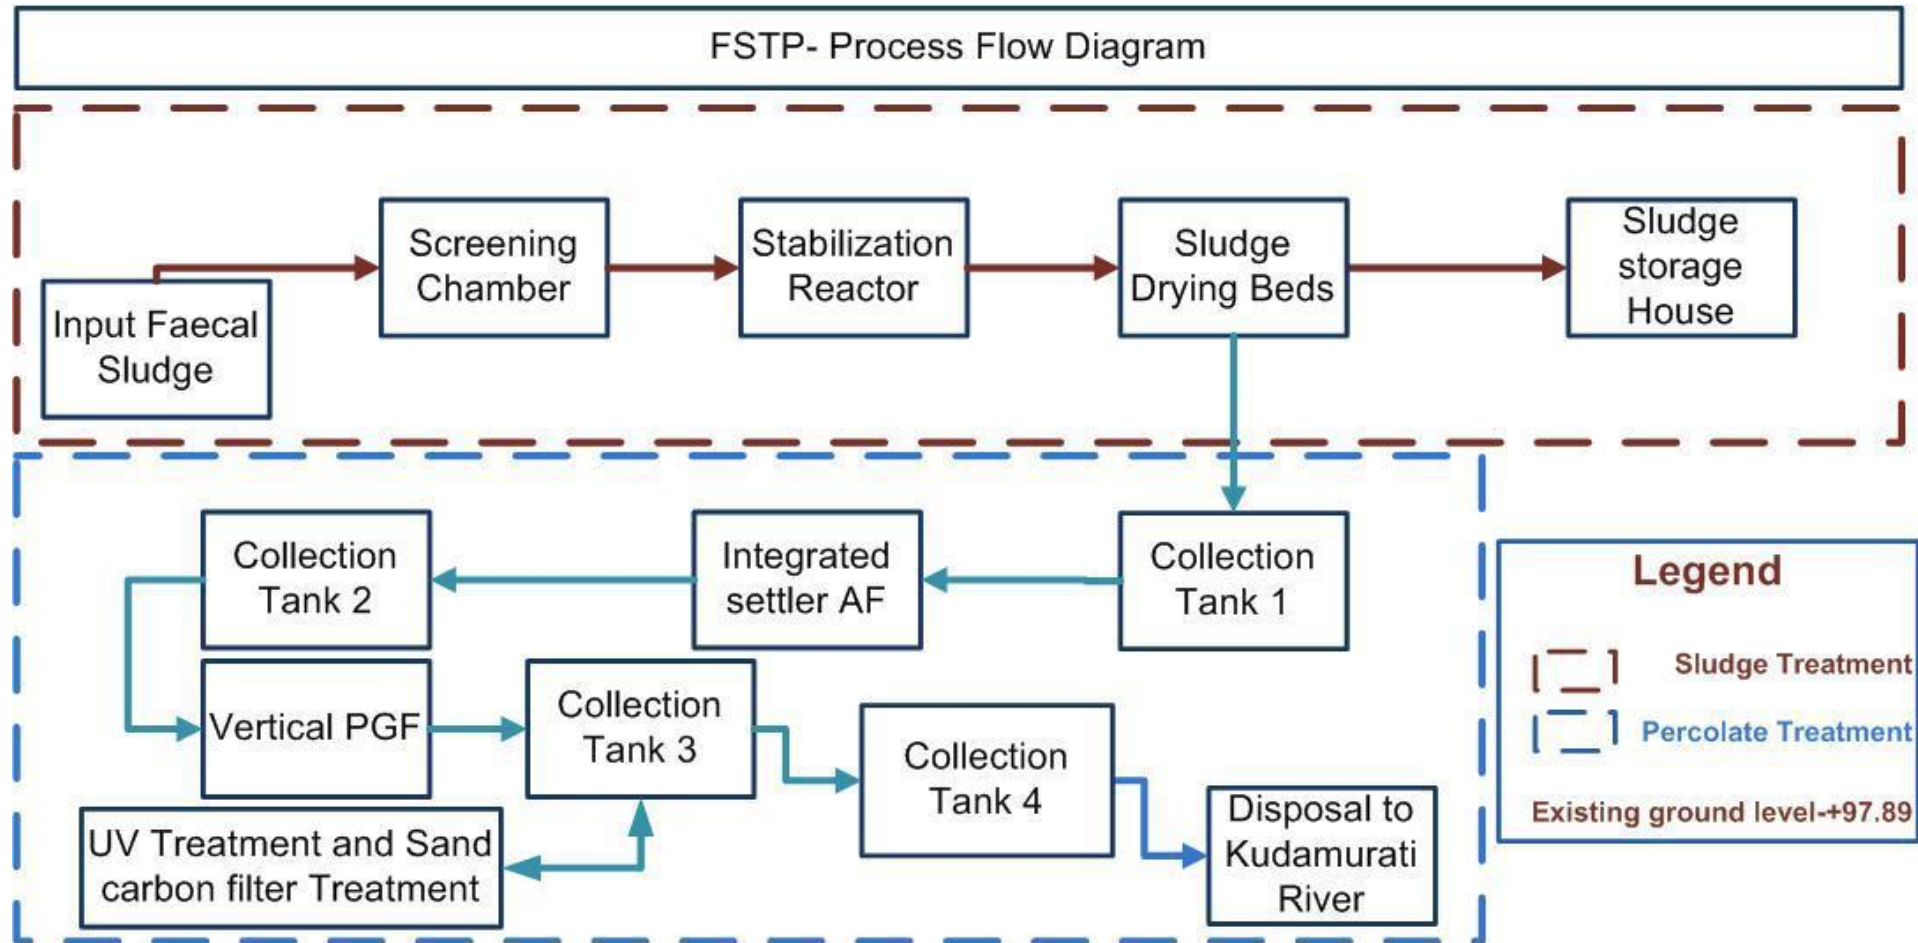 FSTP- Process Flow Diagram
Input Faecal
Sludge
Screening
Chamber
Stabilization
Reactor
Sludge
Drying Beds
Sludge
storage
House
Collection
Tank 1
Integrated
settler AF
Collection
Tank 2
Vertical PGF
Collection
Tank 3
UV Treatment and Sand
carbon filter Treatment
Collection
Tank 4
Disposal to
Kudamurati
River
Legend
Sludge Treatment
Percolate Treatment
Existing ground level-+97.89